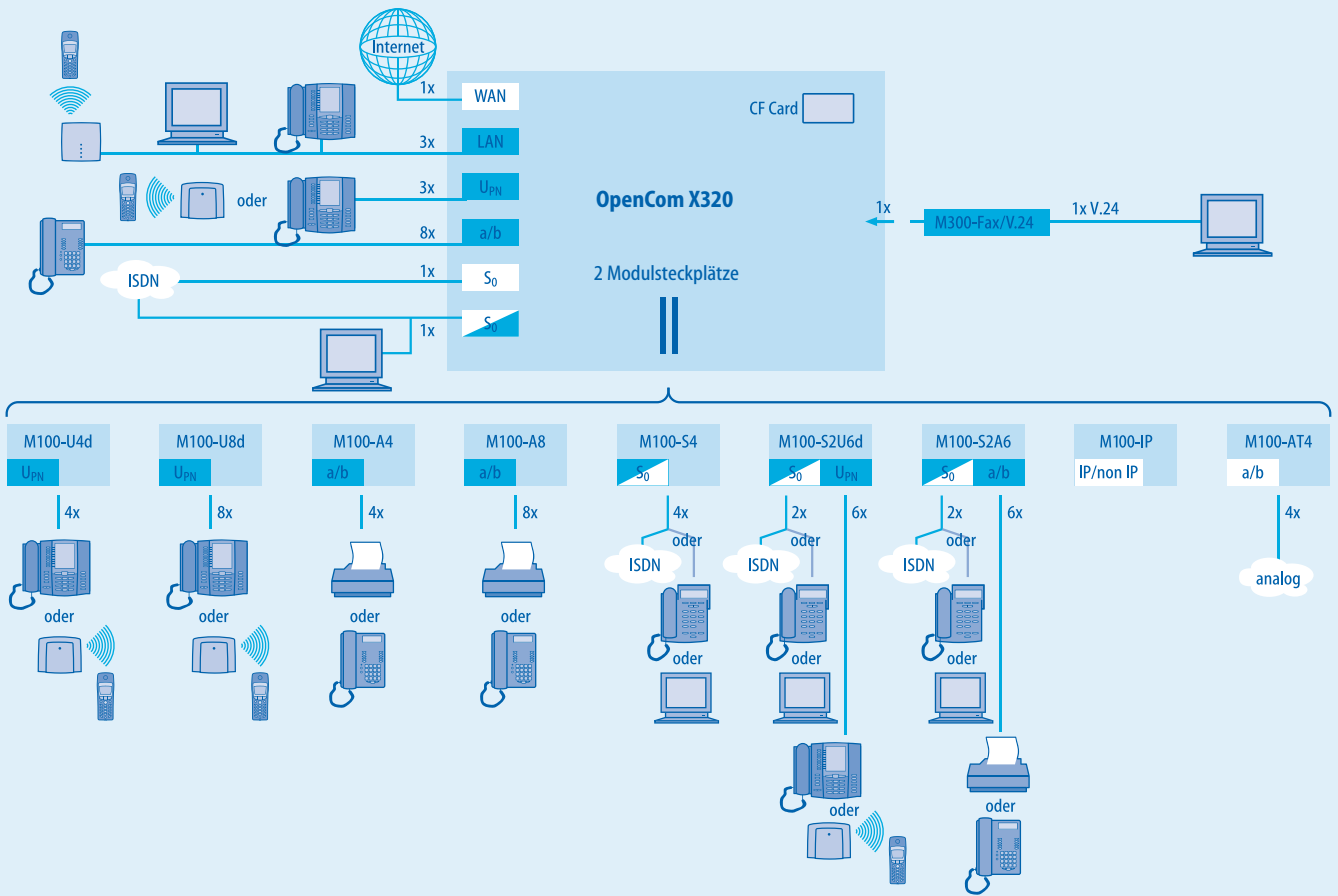 Internet
1x
WAN
CF Card
3x
LAN
3x
UPN
oder
OpenCom X320
1x
M300-Fax/V.24
1x V.24
8x
a/b
ISDN
1x
S0
2 Modulsteckplätze
1x
S0
M100-U4d
UPN
4x
oder
M100-U8d
UPN
8x
oder
M100-A4
a/b
4x
oder
M100-A8
a/b
8x
oder
M100-S4
S0
4x
oder
ISDN
oder
M100-S2U6d
S0
UPN
2x
6x
oder
ISDN
oder
oder
M100-S2A6
S0
a/b
2x
6x
oder
ISDN
oder
oder
M100-IP
IP/non IP
M100-AT4
a/b
4x
analog